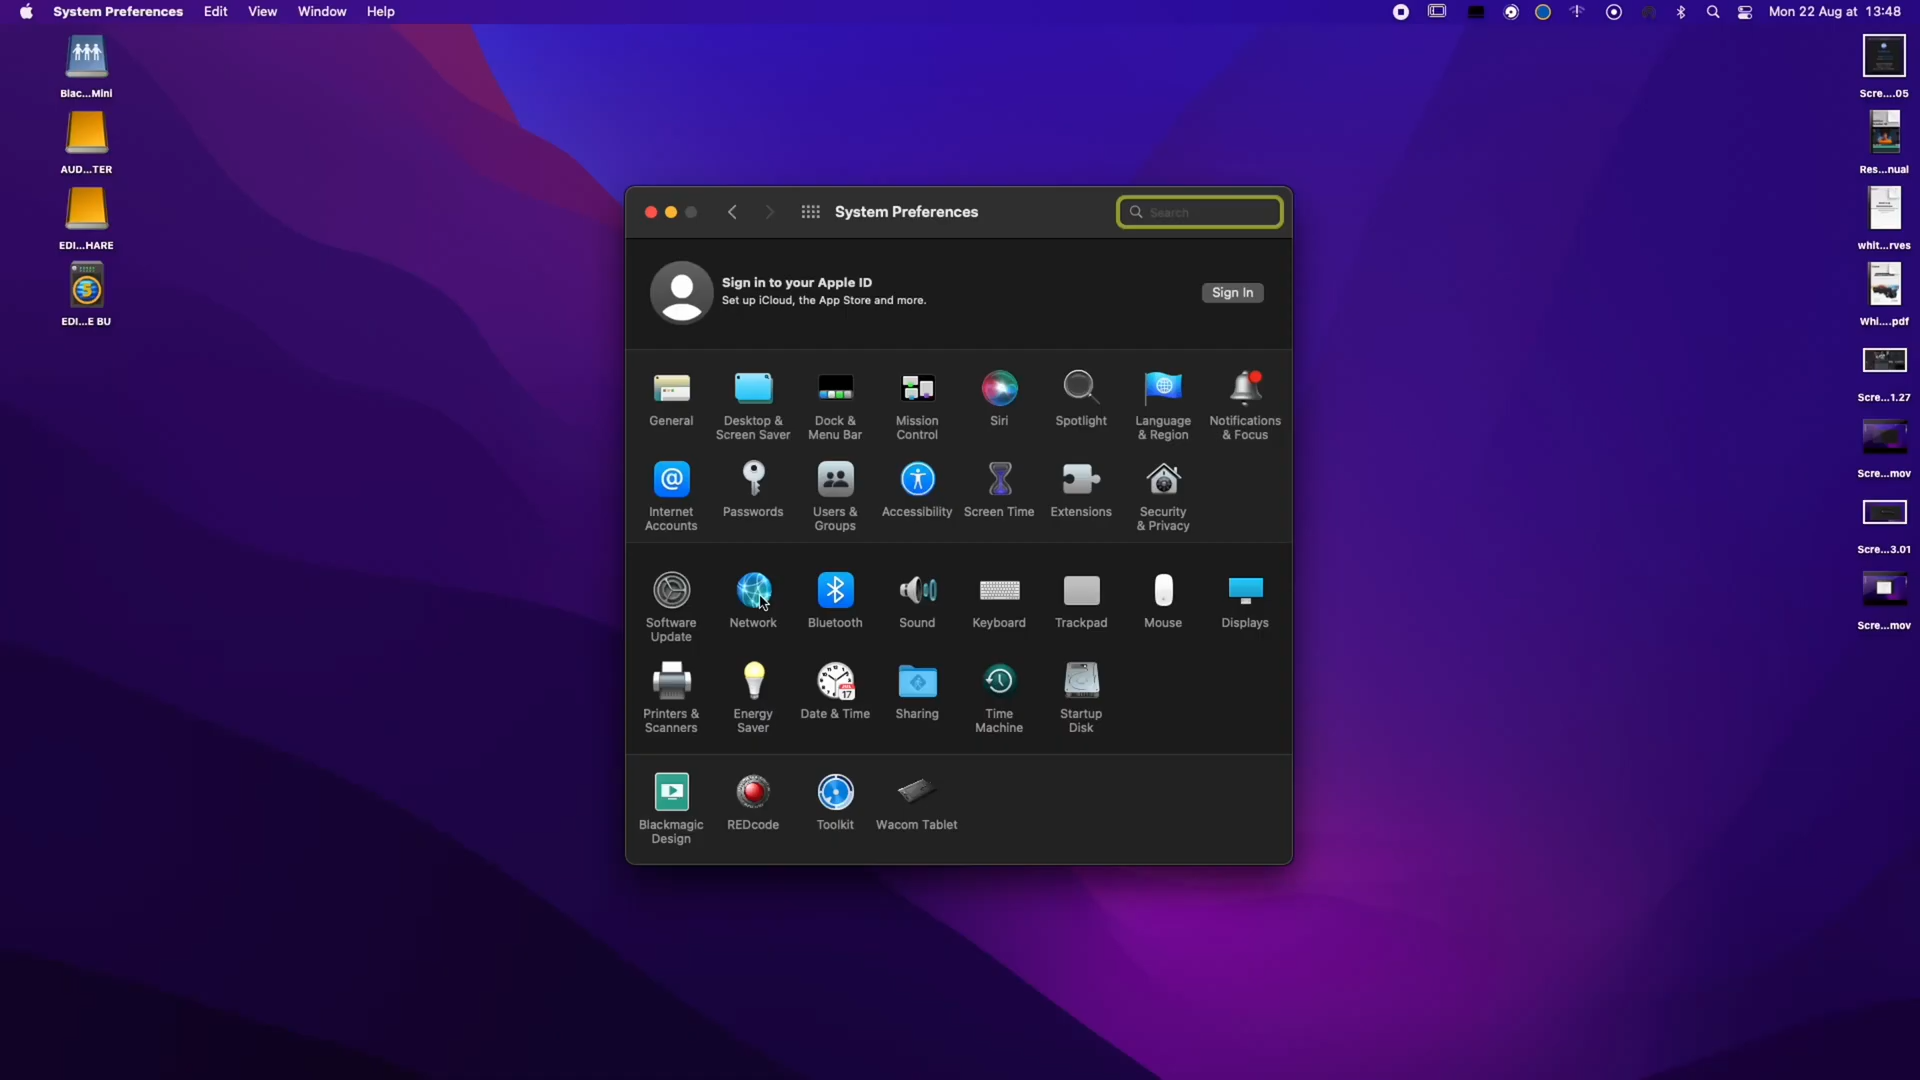 System Preferences Edit View Window Help
Mon 22 Aug at 13:48
Blac...Mini
AUD...TER
EDI...HARE
EDI...E BU
System Preferences
Search
Sign in to your Apple ID
Set up iCloud, the App Store and more.
Sign In
General
Desktop &
Screen Saver
Dock &
Menu Bar
Mission
Control
Siri
Spotlight
Language
& Region
Notifications
& Focus
Internet
Accounts
Passwords
Users &
Groups
Accessibility
Screen Time
Extensions
Security
& Privacy
Software
Update
Network
Bluetooth
Sound
Keyboard
Trackpad
Mouse
Displays
Printers &
Scanners
Energy
Saver
JUL
17
Date & Time
Sharing
Time
Machine
Startup
Disk
Blackmagic
Design
REDcode
Toolkit
Wacom Tablet
Scre....05
Res...nual
whit...rves
Whi....pdf
Scre...1.27
Scre...mov
Scre...3.01
Scre...mov